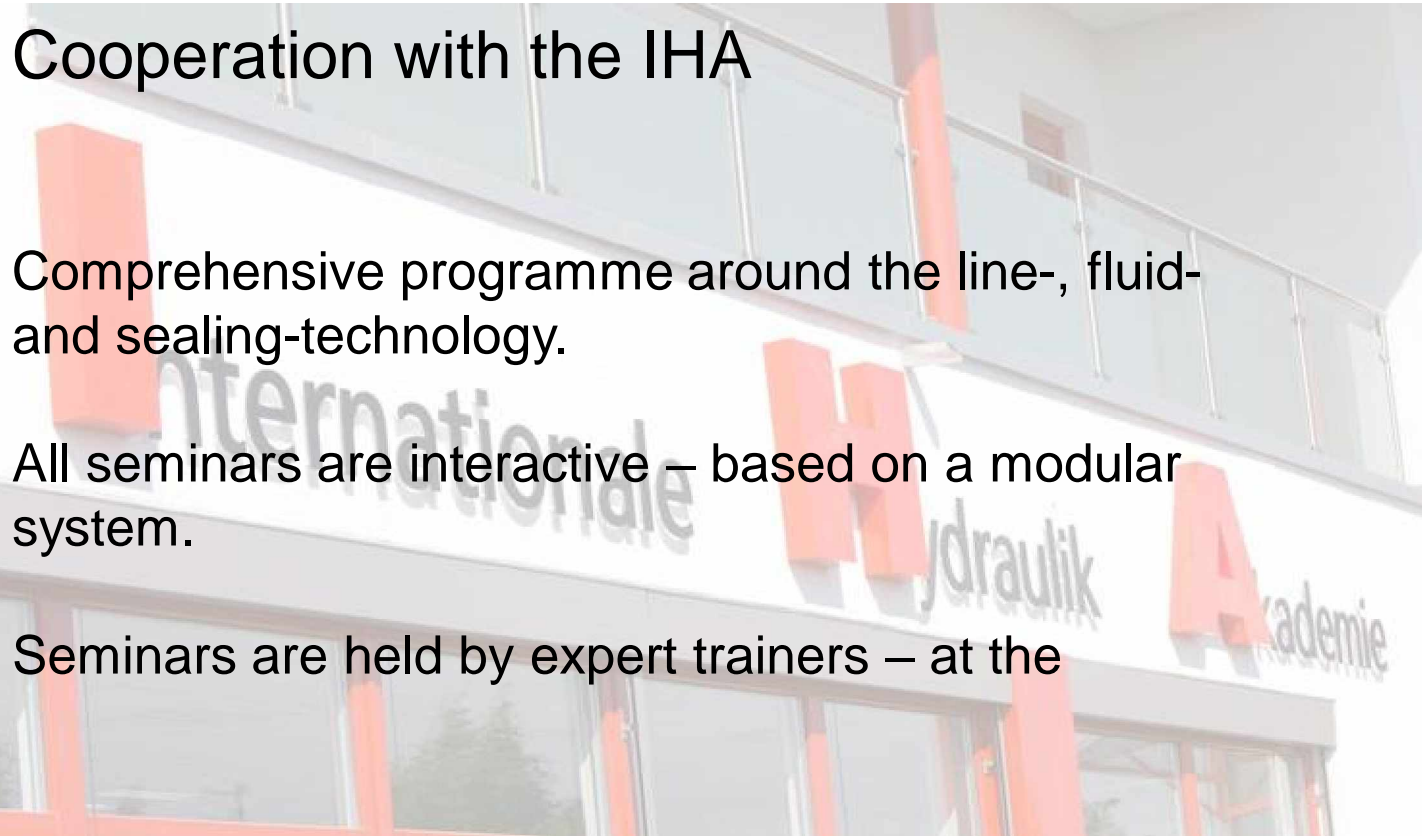 Cooperation with the IHA
Comprehensive programme around the line-, fluid-
and sealing-technology.
All seminars are interactive – based on a modular
system.
Seminars are held by expert trainers – at the
Internationale Hydraulik Akademie